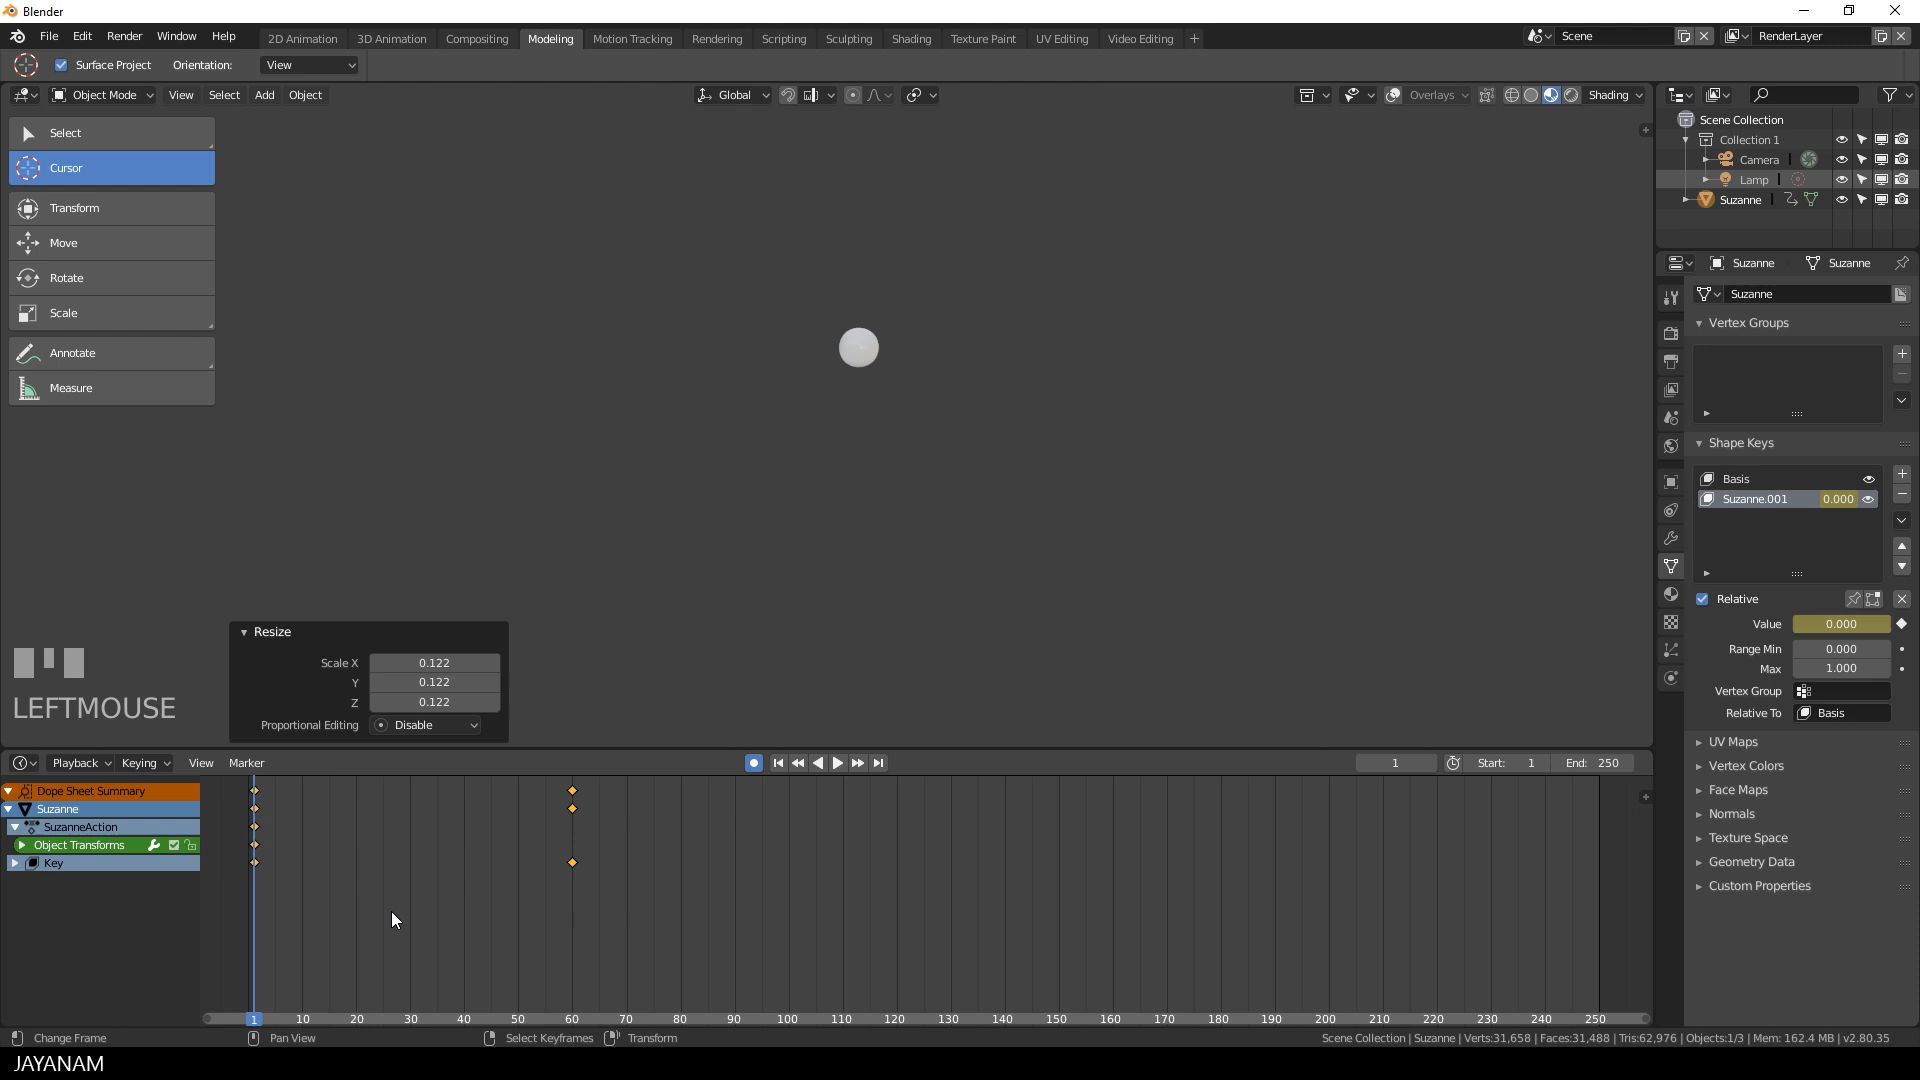 Blender
File Edit Render Window Help 2D Animation 3D Animation Compositing Modeling Motion Tracking Rendering Scripting Sculpting Shading Texture Paint UV Editing Video Editing + Scene RenderLayer
Surface Project Orientation: View
Object Mode View Select Add Object Global Overlays Shading
Select
Cursor
Transform
Move
Rotate
Scale
Annotate
Measure
LEFTMOUSE
Resize
Scale X 0.122
Y 0.122
Z 0.122
Proportional Editing Disable
Scene Collection
Collection 1
Camera
Lamp
Suzanne
Suzanne Suzanne
Suzanne
Vertex Groups
Shape Keys
Basis
Suzanne.001 0.000
Relative
Value 0.000
Range Min 0.000
Max 1.000
Vertex Group
Relative To Basis
UV Maps
Vertex Colors
Face Maps
Normals
Texture Space
Geometry Data
Custom Properties
Playback Keying View Marker 1 Start: 1 End: 250
Dope Sheet Summary
Suzanne
SuzanneAction
Object Transforms
Key
1 10 20 30 40 50 60 70 80 90 100 110 120 130 140 150 160 170 180 190 200 210 220 230 240 250
Change Frame Pan View Select Keyframes Transform Scene Collection | Suzanne | Verts:31,658 | Faces:31,488 | Tris:62,976 | Objects:1/3 | Mem: 162.4 MB | v2.80.35
JAYANAM